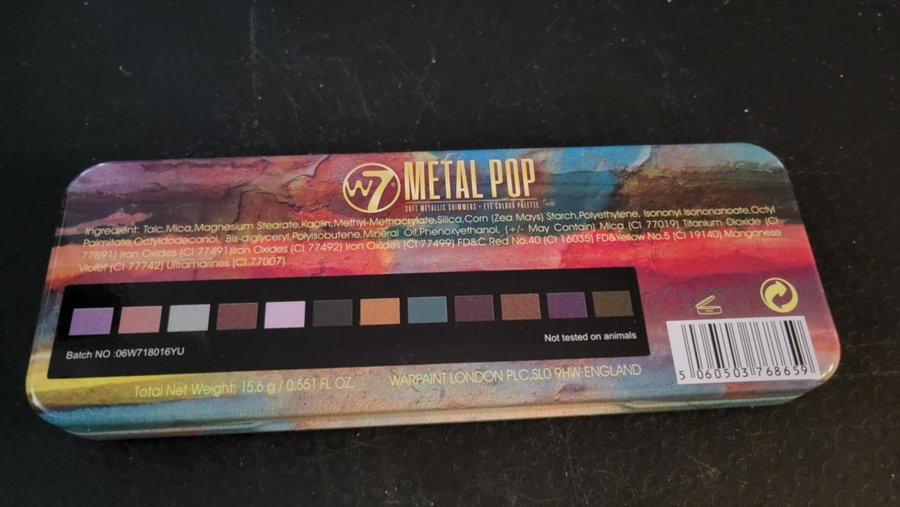 W7 METAL POP
SOFT METALLIC SHIMMERS - EYE COLOUR PALETTE
Ingredient: Talc,Mica,Magnesium Stearate,Kaolin,Methyl-Methacrylate,Silica,Corn (Zea Mays) Starch,Polyethylene, Isononyl Isononanoate,Octyl
Palmitate,Octyldodecanol, Bis-diglyceryl,Polyisobutene,Mineral Oil,Phenoxyethanol, (+/- May Contain) Mica (CI 77019) Titanium Dioxide (C)
77891) Iron Oxides (CI 77491)Iron Oxides (CI 77492) Iron Oxides (CI 77499) FD&C Red No.40 (CI 16035) FD&Yellow No.5 (CI 19140) Manganese
Violet (CI 77742) Ultramarines (CI 77007)
Not tested on animals
Batch NO :06W718016YU
Total Net Weight: 15.6 g / 0.551 FL OZ.
WARPAINT LONDON PLC,SL0 9HW ENGLAND
5 060503 768659